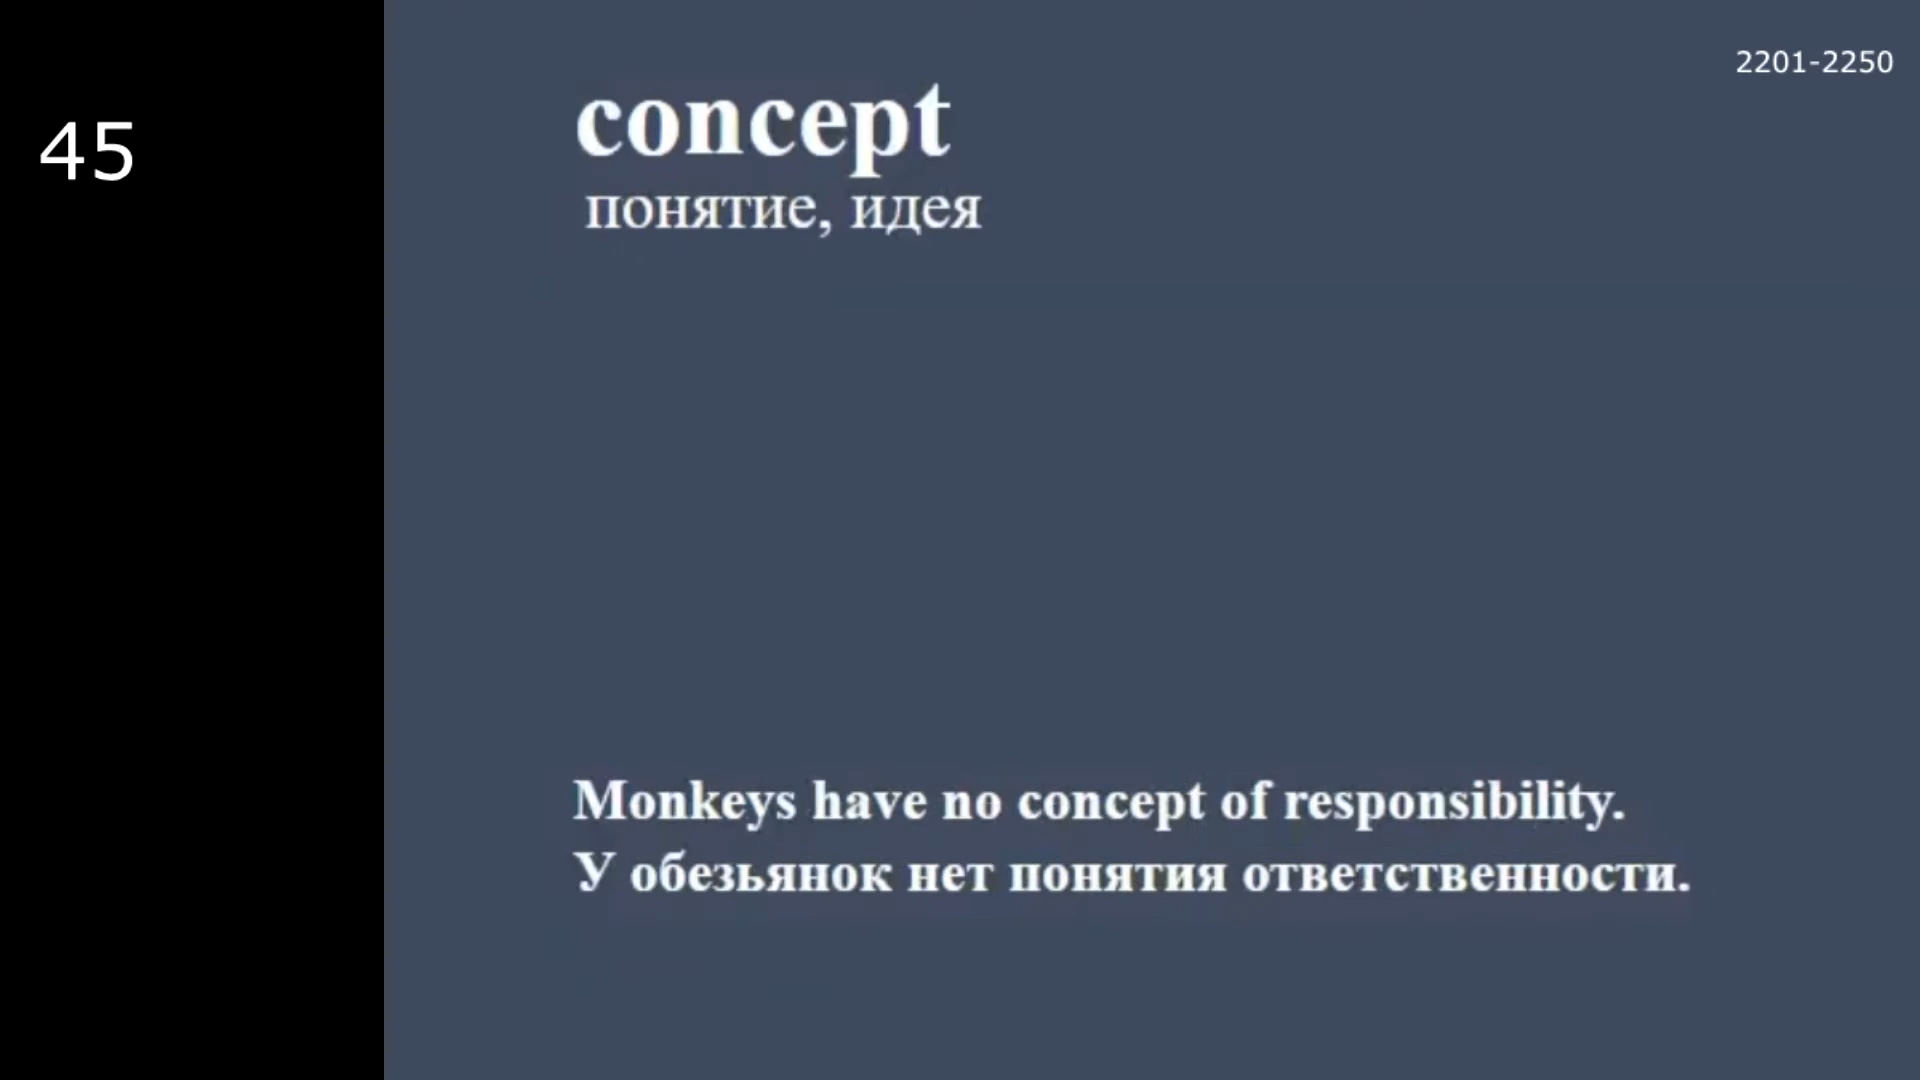 45
2201-2250
concept
понятие, идея
Monkeys have no concept of responsibility.
У обезьянок нет понятия ответственности.